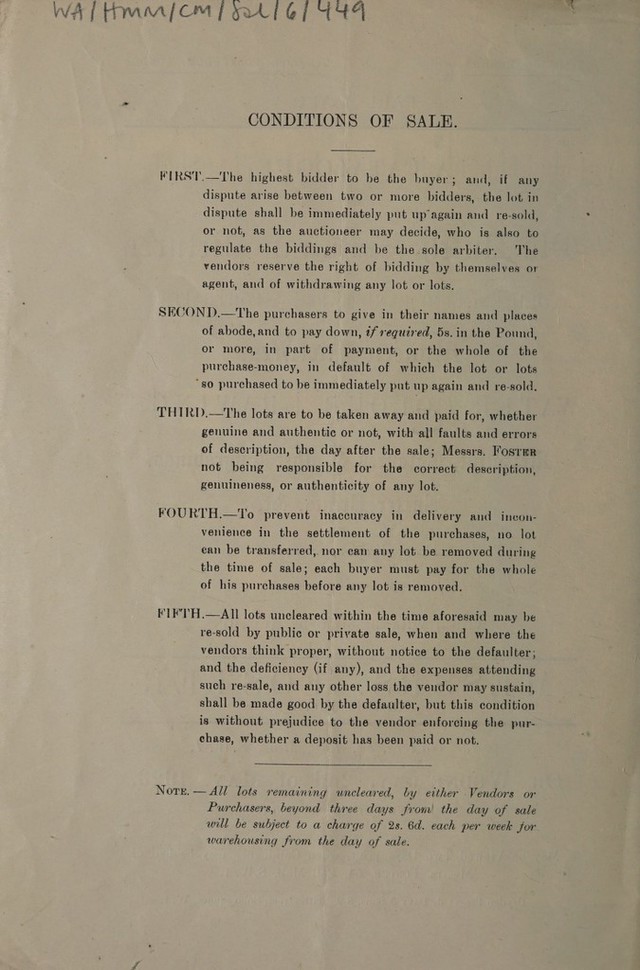 WA/HMM/CM/Sal/6/449
CONDITIONS OF SALE.
FIRST.—The highest bidder to be the buyer; and, if any
dispute arise between two or more bidders, the lot in
dispute shall be immediately put up again and re-sold,
or not, as the auctioneer may decide, who is also to
regulate the biddings and be the sole arbiter. The
vendors reserve the right of bidding by themselves or
agent, and of withdrawing any lot or lots.
SECOND.—The purchasers to give in their names and places
of abode, and to pay down, if required, 5s. in the Pound,
or more, in part of payment, or the whole of the
purchase-money, in default of which the lot or lots
so purchased to be immediately put up again and re-sold.
THIRD.—The lots are to be taken away and paid for, whether
genuine and authentic or not, with all faults and errors
of description, the day after the sale; Messrs. FOSTER
not being responsible for the correct description,
genuineness, or authenticity of any lot.
FOURTH.—To prevent inaccuracy in delivery and incon-
venience in the settlement of the purchases, no lot
can be transferred, nor can any lot be removed during
the time of sale; each buyer must pay for the whole
of his purchases before any lot is removed.
FIFTH.—All lots uncleared within the time aforesaid may be
re-sold by public or private sale, when and where the
vendors think proper, without notice to the defaulter;
and the deficiency (if any), and the expenses attending
such re-sale, and any other loss the vendor may sustain,
shall be made good by the defaulter, but this condition
is without prejudice to the vendor enforcing the pur-
chase, whether a deposit has been paid or not.
NOTE.—All lots remaining uncleared, by either Vendors or
Purchasers, beyond three days from the day of sale
will be subject to a charge of 2s. 6d. each per week for
warehousing from the day of sale.